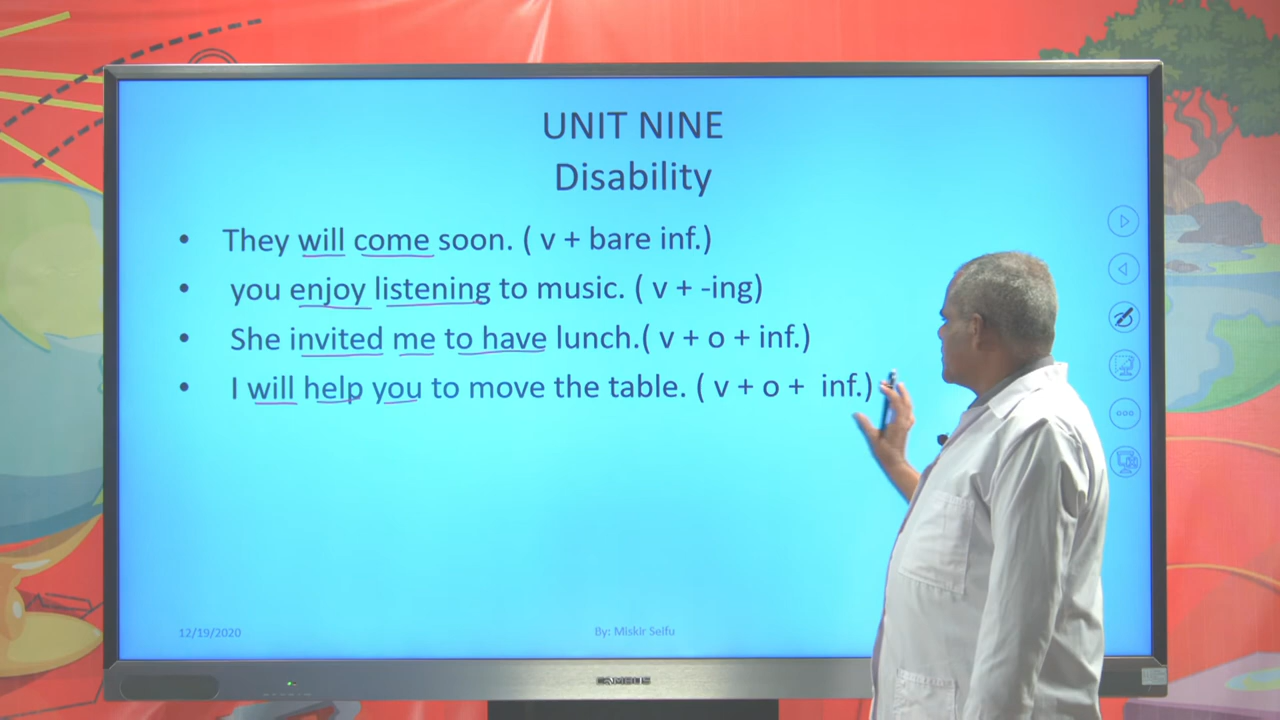 UNIT NINE
Disability
• They will come soon. ( v + bare inf.)
• you enjoy listening to music. ( v + -ing)
• She invited me to have lunch.( v + o + inf.)
• I will help you to move the table. ( v + o + inf.)
12/19/2020 By: Miskir Seifu